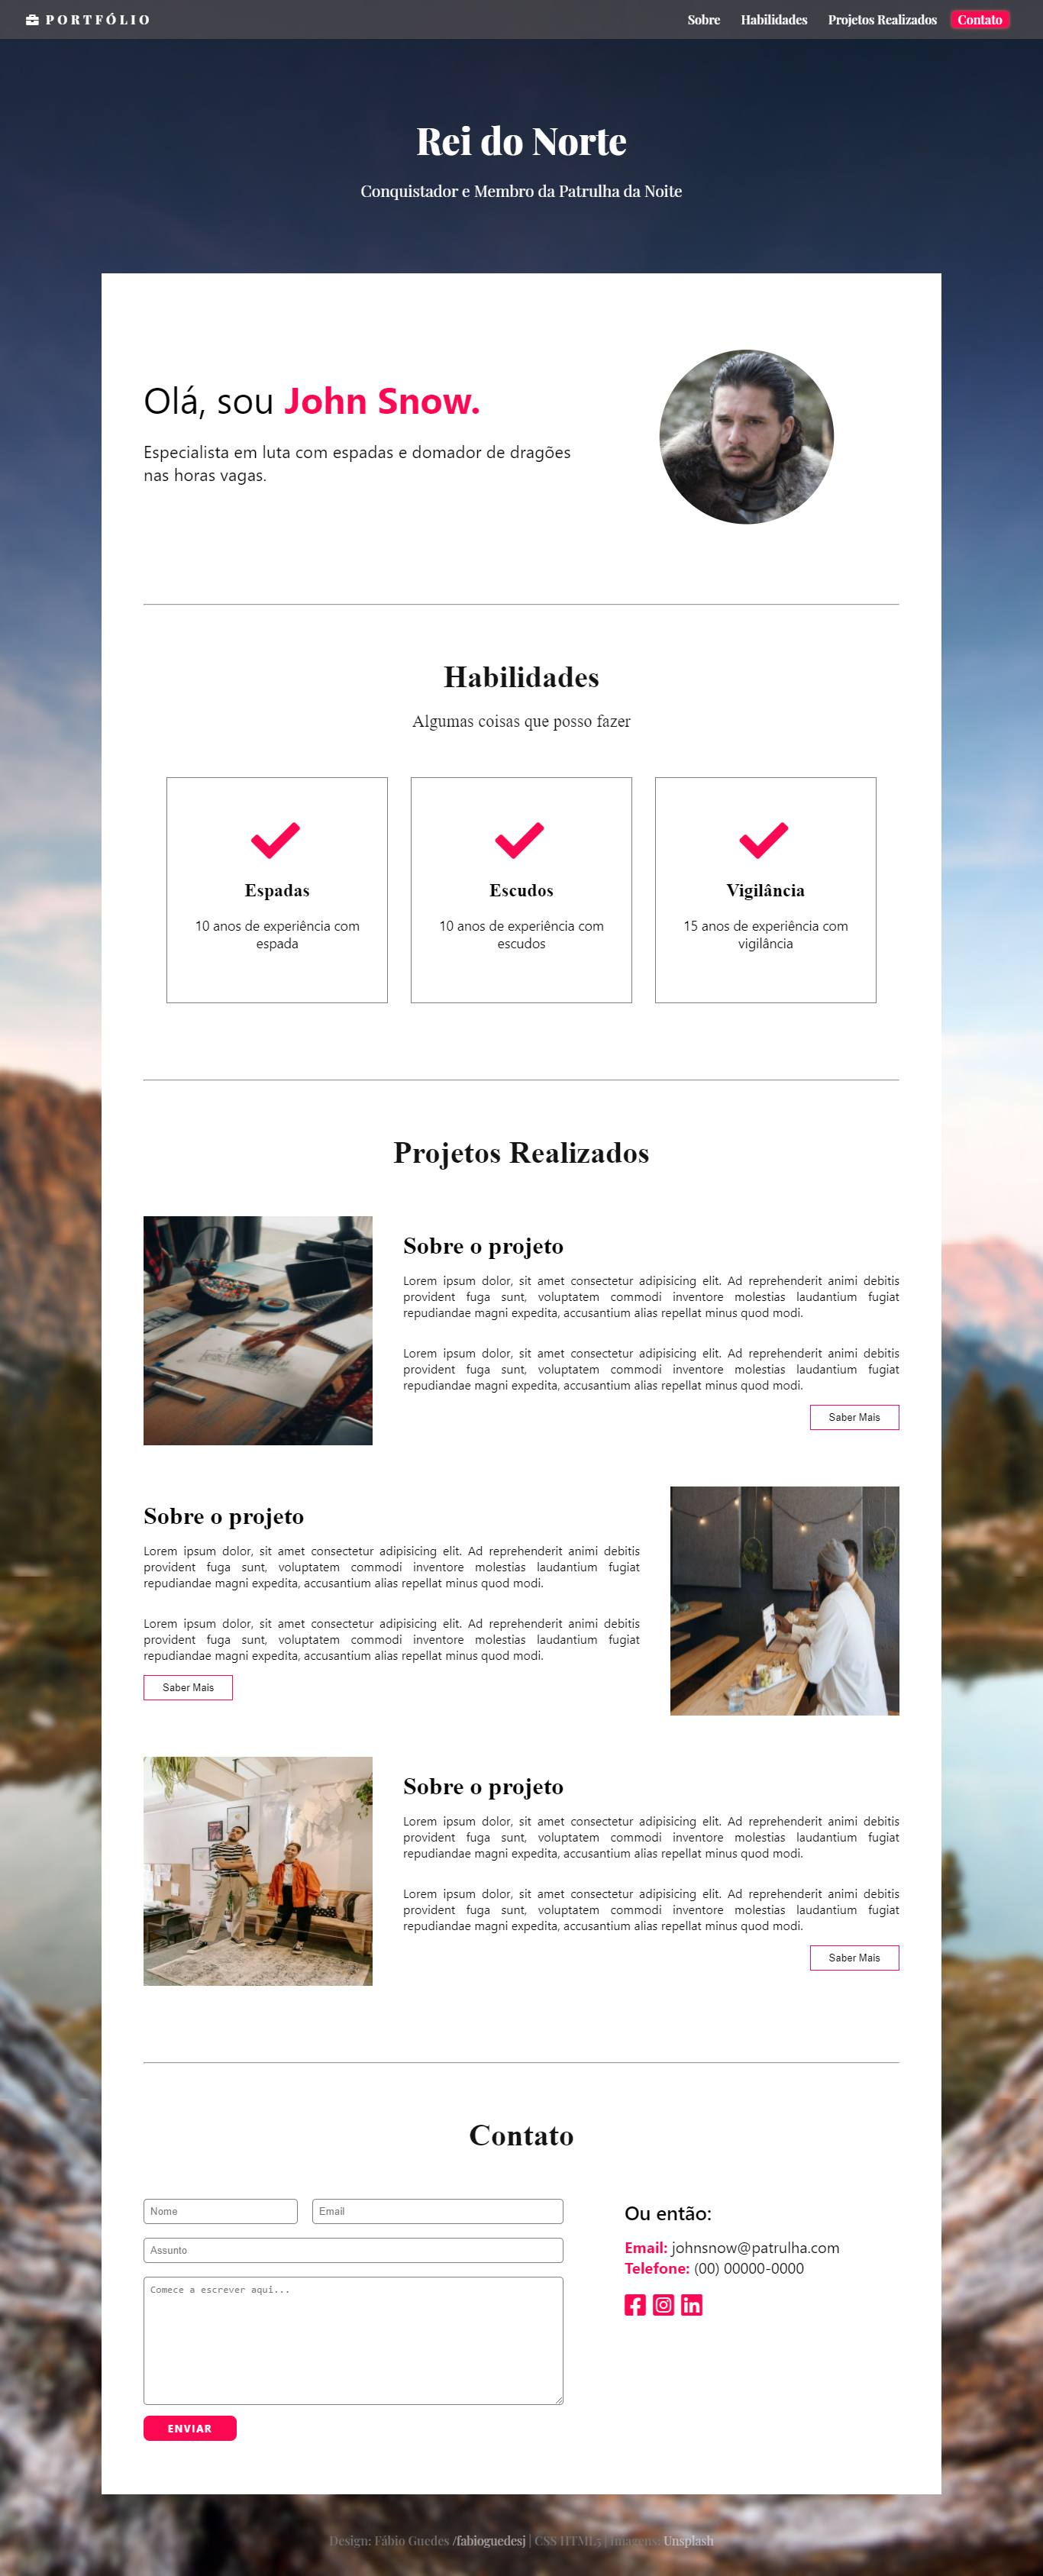 PORTFÓLIO
Sobre Habilidades Projetos Realizados Contato
Rei do Norte
Conquistador e Membro da Patrulha da Noite
Olá, sou John Snow.
Especialista em luta com espadas e domador de dragões
nas horas vagas.
Habilidades
Algumas coisas que posso fazer
Espadas
10 anos de experiência com
espada
Escudos
10 anos de experiência com
escudos
Vigilância
15 anos de experiência com
vigilância
Projetos Realizados
Sobre o projeto
Lorem ipsum dolor, sit amet consectetur adipisicing elit. Ad reprehenderit animi debitis
provident fuga sunt, voluptatem commodi inventore molestias laudantium fugiat
repudiandae magni expedita, accusantium alias repellat minus quod modi.
Lorem ipsum dolor, sit amet consectetur adipisicing elit. Ad reprehenderit animi debitis
provident fuga sunt, voluptatem commodi inventore molestias laudantium fugiat
repudiandae magni expedita, accusantium alias repellat minus quod modi.
Saber Mais
Sobre o projeto
Lorem ipsum dolor, sit amet consectetur adipisicing elit. Ad reprehenderit animi debitis
provident fuga sunt, voluptatem commodi inventore molestias laudantium fugiat
repudiandae magni expedita, accusantium alias repellat minus quod modi.
Lorem ipsum dolor, sit amet consectetur adipisicing elit. Ad reprehenderit animi debitis
provident fuga sunt, voluptatem commodi inventore molestias laudantium fugiat
repudiandae magni expedita, accusantium alias repellat minus quod modi.
Saber Mais
Sobre o projeto
Lorem ipsum dolor, sit amet consectetur adipisicing elit. Ad reprehenderit animi debitis
provident fuga sunt, voluptatem commodi inventore molestias laudantium fugiat
repudiandae magni expedita, accusantium alias repellat minus quod modi.
Lorem ipsum dolor, sit amet consectetur adipisicing elit. Ad reprehenderit animi debitis
provident fuga sunt, voluptatem commodi inventore molestias laudantium fugiat
repudiandae magni expedita, accusantium alias repellat minus quod modi.
Saber Mais
Contato
Nome
Email
Assunto
Comece a escrever aqui...
ENVIAR
Ou então:
Email: johnsnow@patrulha.com
Telefone: (00) 00000-0000
Design: Fábio Guedes /fabioguedesj | CSS HTML5 | Imagens: Unsplash